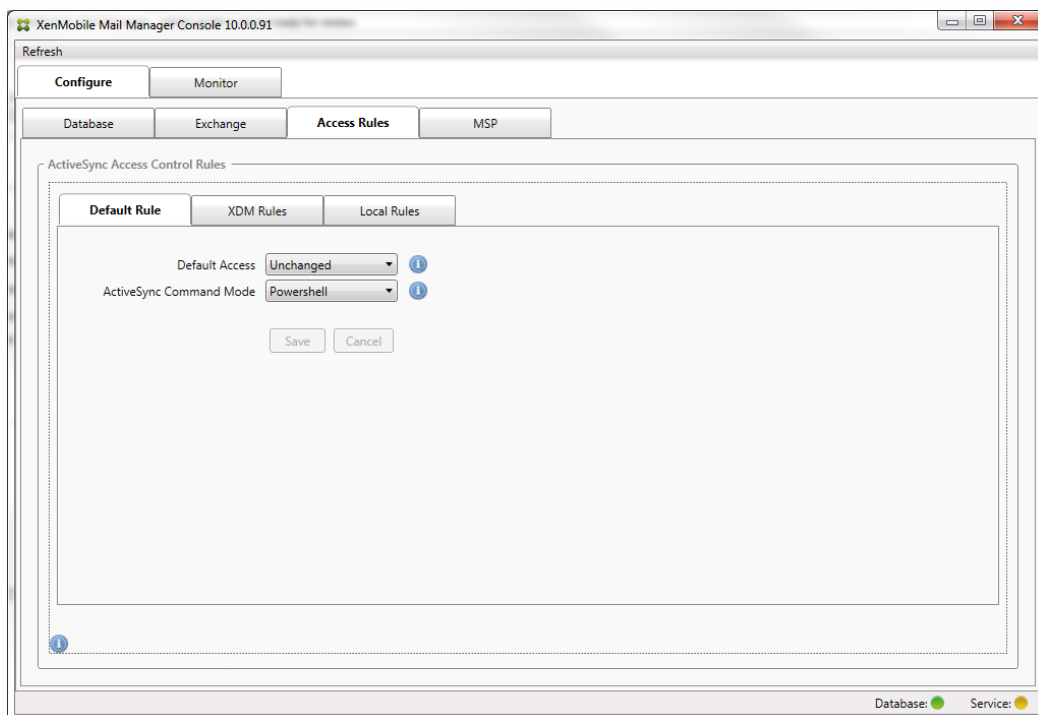 XenMobile Mail Manager Console 10.0.0.91
Refresh
Configure Monitor
Database Exchange Access Rules MSP
ActiveSync Access Control Rules
Default Rule XDM Rules Local Rules
Default Access Unchanged
ActiveSync Command Mode Powershell
Save Cancel
Database: Service: